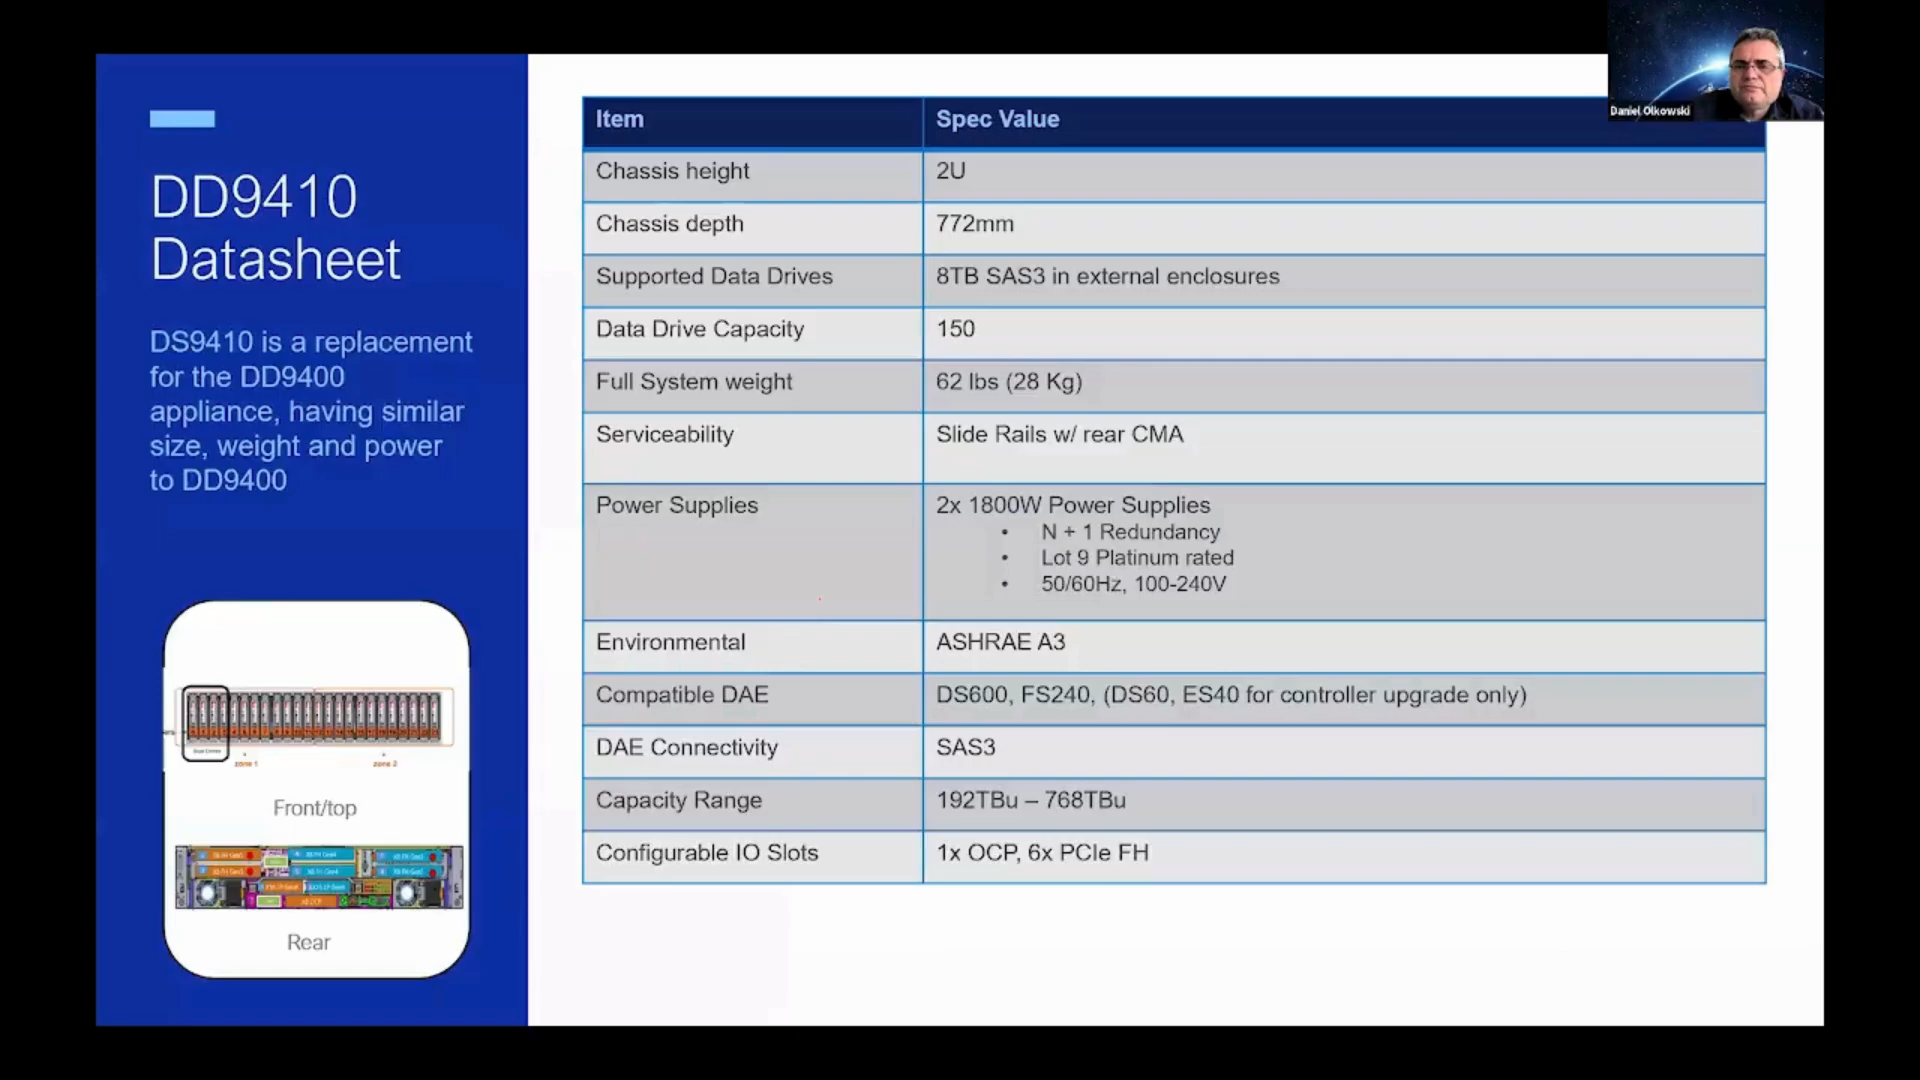 Daniel Olkowski
DD9410
Datasheet
DS9410 is a replacement
for the DD9400
appliance, having similar
size, weight and power
to DD9400
zone 1
zone 2
Front/top
Rear
Item Spec Value
Chassis height 2U
Chassis depth 772mm
Supported Data Drives 8TB SAS3 in external enclosures
Data Drive Capacity 150
Full System weight 62 lbs (28 Kg)
Serviceability Slide Rails w/ rear CMA
Power Supplies 2x 1800W Power Supplies
• N + 1 Redundancy
• Lot 9 Platinum rated
• 50/60Hz, 100-240V
Environmental ASHRAE A3
Compatible DAE DS600, FS240, (DS60, ES40 for controller upgrade only)
DAE Connectivity SAS3
Capacity Range 192TBu – 768TBu
Configurable IO Slots 1x OCP, 6x PCIe FH